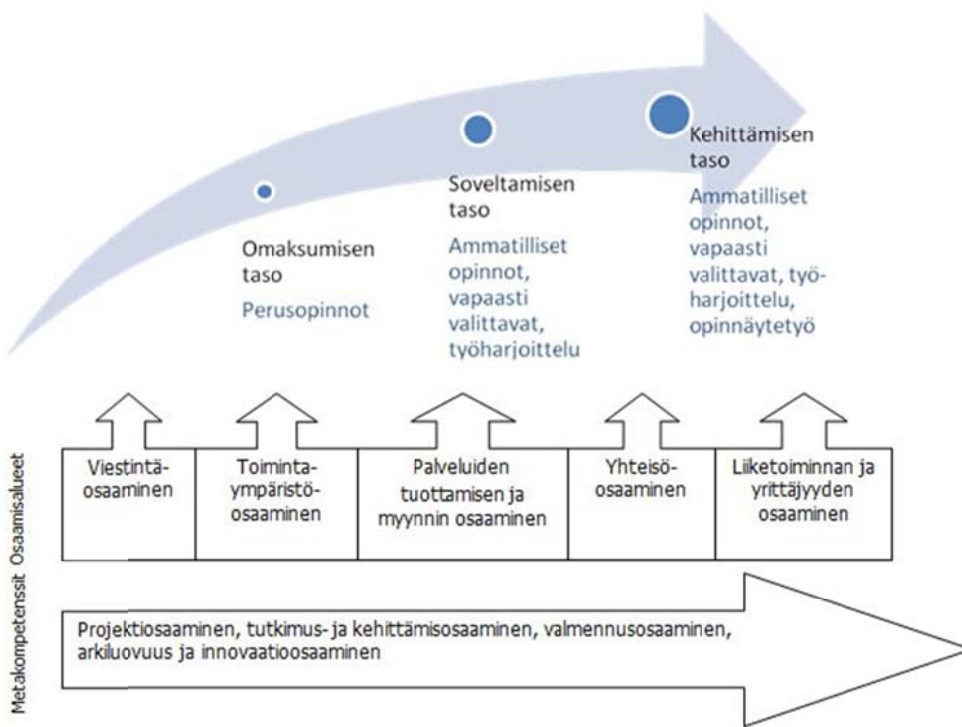 Omaksumisen
taso
Perusopinnot
Soveltamisen
taso
Ammatilliset
opinnot,
vapaasti
valittavat,
työharjoittelu
Kehittämisen
taso
Ammatilliset
opinnot,
vapaasti
valittavat, työ-
harjoittelu,
opinnäytetyö
Osaamisalueet
Viestintä-
osaaminen
Toiminta-
ympäristö-
osaaminen
Palveluiden
tuottamisen ja
myynnin osaaminen
Yhteisö-
osaaminen
Liiketoiminnan ja
yrittäjyyden
osaaminen
Metakompetenssit
Projektiosaaminen, tutkimus- ja kehittämisosaaminen, valmennusosaaminen,
arkiluovuus ja innovaatioosaaminen